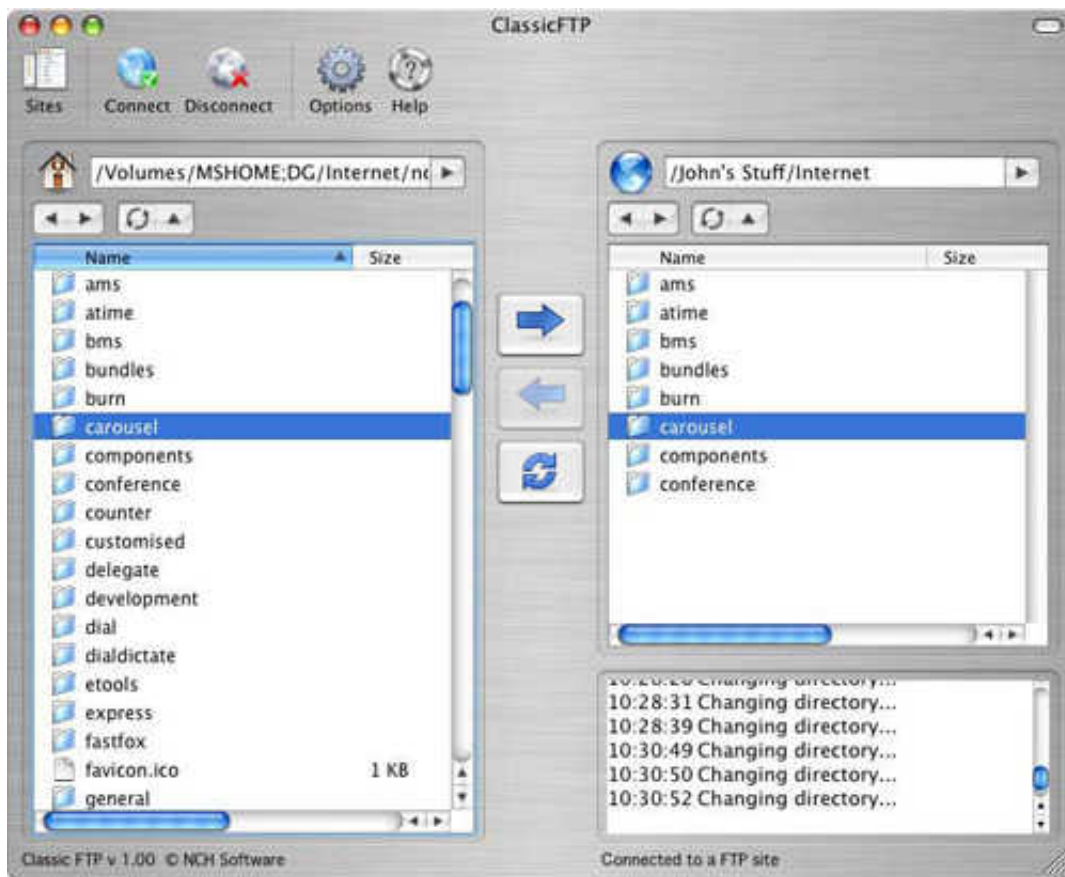 ClassicFTP
Sites Connect Disconnect Options Help
/Volumes/MSHOME;DG/Internet/nc
Name Size
ams
atime
bms
bundles
burn
carousel
components
conference
counter
customised
delegate
development
dial
dialdictate
etools
express
fastfox
favicon.ico 1 KB
general
Classic FTP v 1.00 © NCH Software
/John's Stuff/Internet
Name Size
ams
atime
bms
bundles
burn
carousel
components
conference
Changing directory...
10:28:31 Changing directory...
10:28:39 Changing directory...
10:30:49 Changing directory...
10:30:50 Changing directory...
10:30:52 Changing directory...
Connected to a FTP site